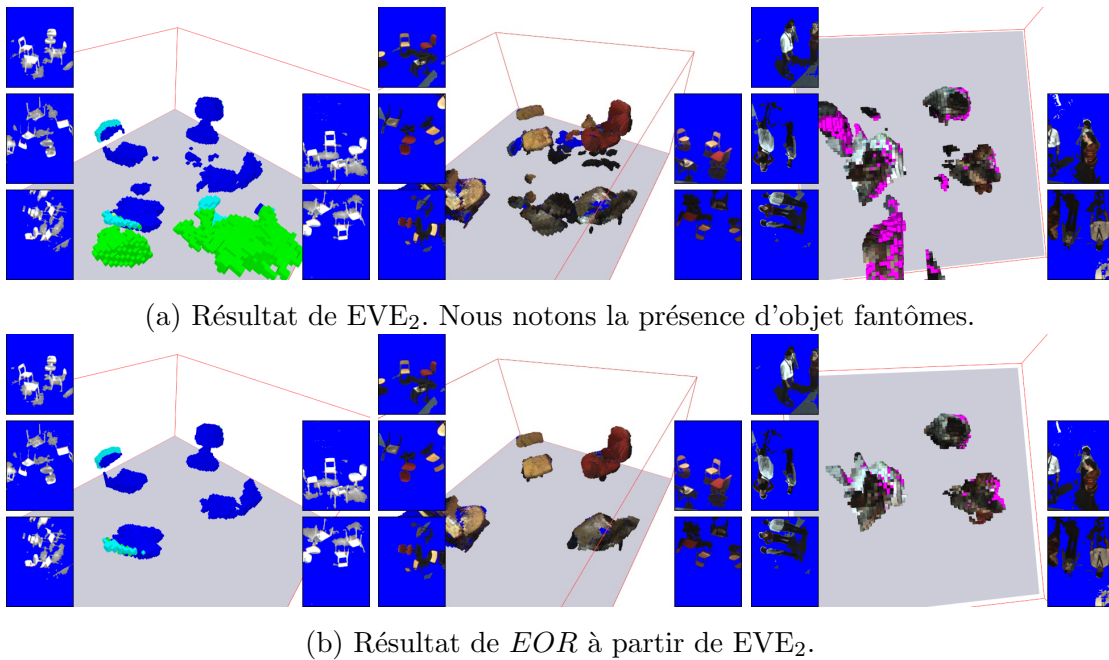 (a) Résultat de EVE₂. Nous notons la présence d'objet fantômes.
(b) Résultat de EOR à partir de EVE₂.